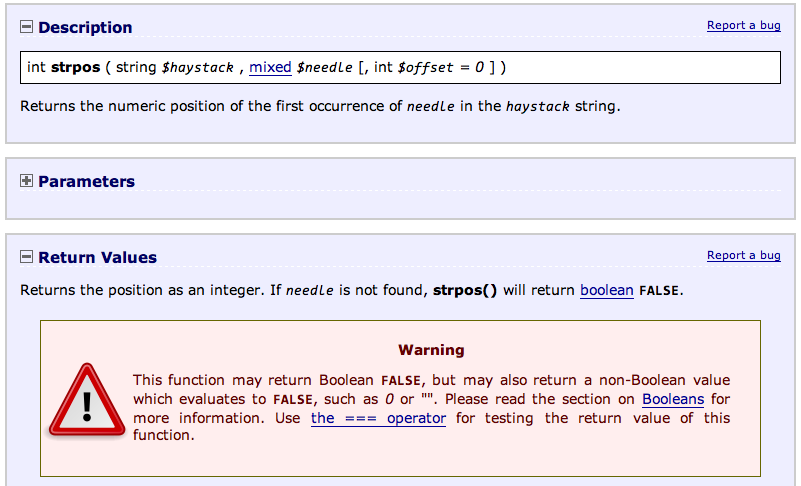 Description
Report a bug
int strpos ( string $haystack , mixed $needle [, int $offset = 0 ] )
Returns the numeric position of the first occurrence of needle in the haystack string.
Parameters
Return Values
Report a bug
Returns the position as an integer. If needle is not found, strpos() will return boolean FALSE.
Warning
This function may return Boolean FALSE, but may also return a non-Boolean value
which evaluates to FALSE, such as 0 or "". Please read the section on Booleans for
more information. Use the === operator for testing the return value of this
function.